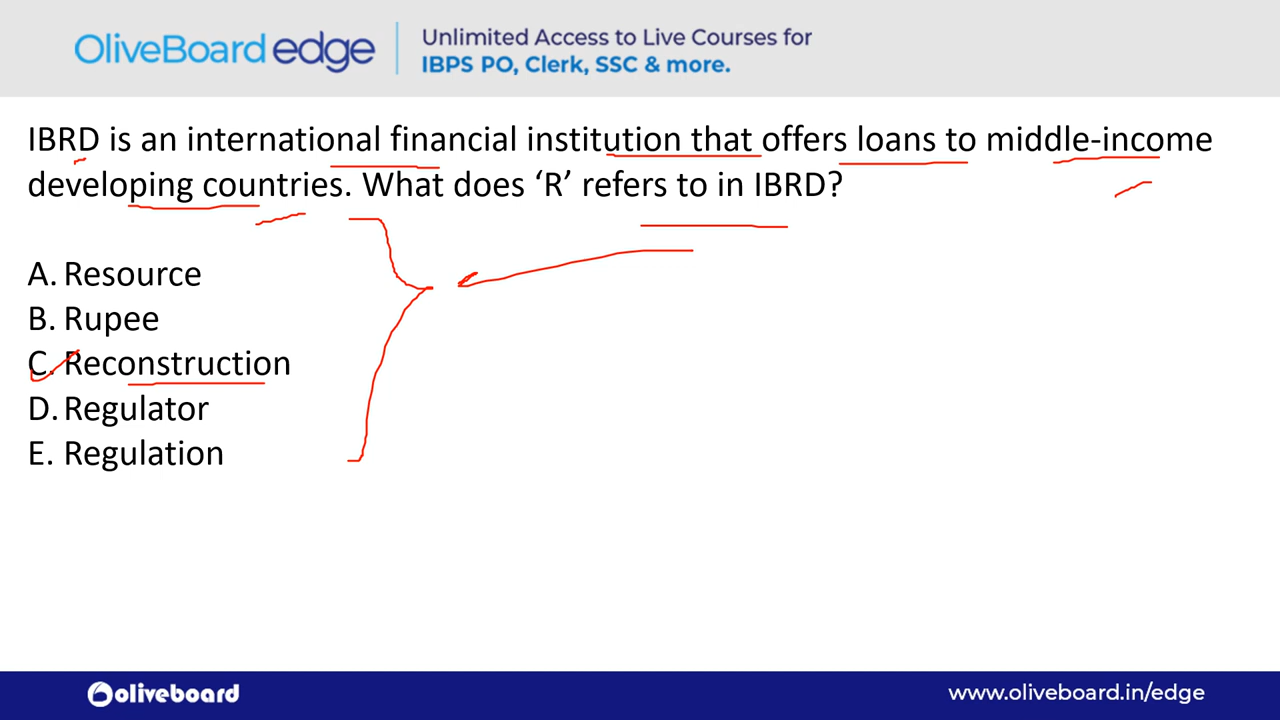 OliveBoard edge
Unlimited Access to Live Courses for
IBPS PO, Clerk, SSC & more.
IBRD is an international financial institution that offers loans to middle-income
developing countries. What does ‘R’ refers to in IBRD?
A. Resource
B. Rupee
C. Reconstruction
D. Regulator
E. Regulation
oliveboard
www.oliveboard.in/edge